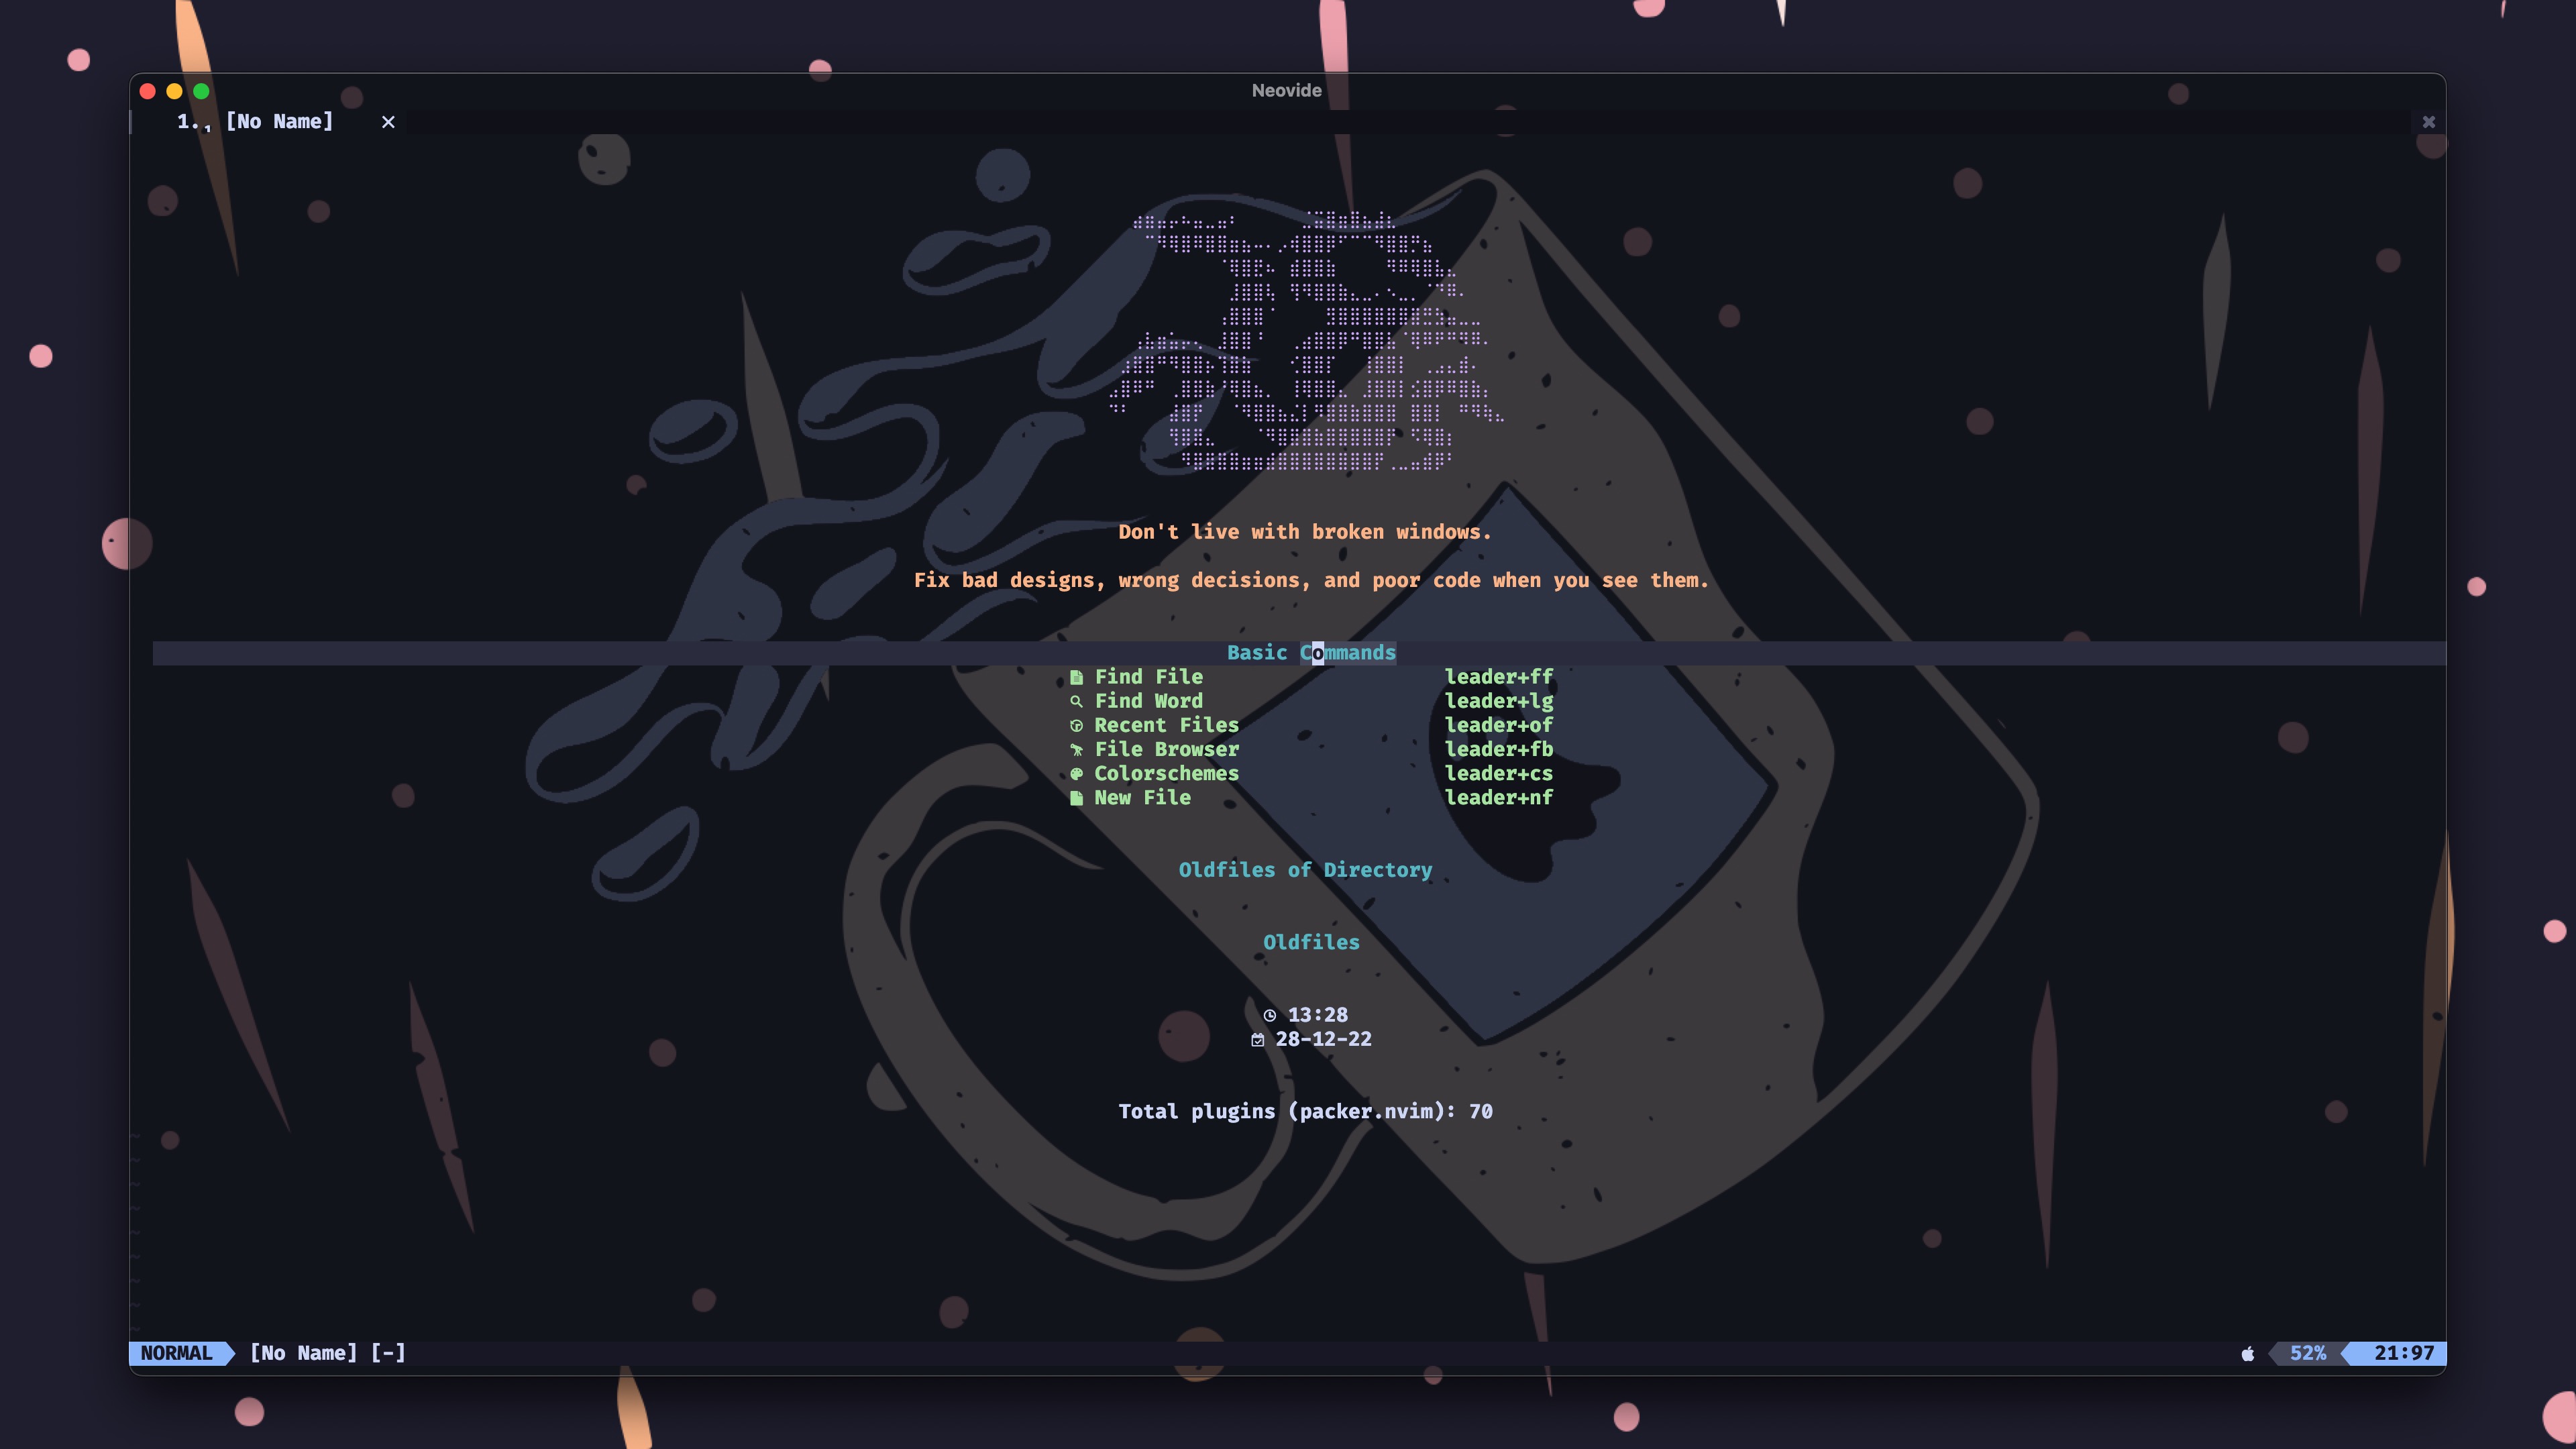 Neovide
1. [No Name]
Don't live with broken windows.
Fix bad designs, wrong decisions, and poor code when you see them.
Basic Commands
Find File leader+ff
Find Word leader+lg
Recent Files leader+of
File Browser leader+fb
Colorschemes leader+cs
New File leader+nf
Oldfiles of Directory
Oldfiles
13:28
28-12-22
Total plugins (packer.nvim): 70
NORMAL [No Name] [-] 52% 21:97